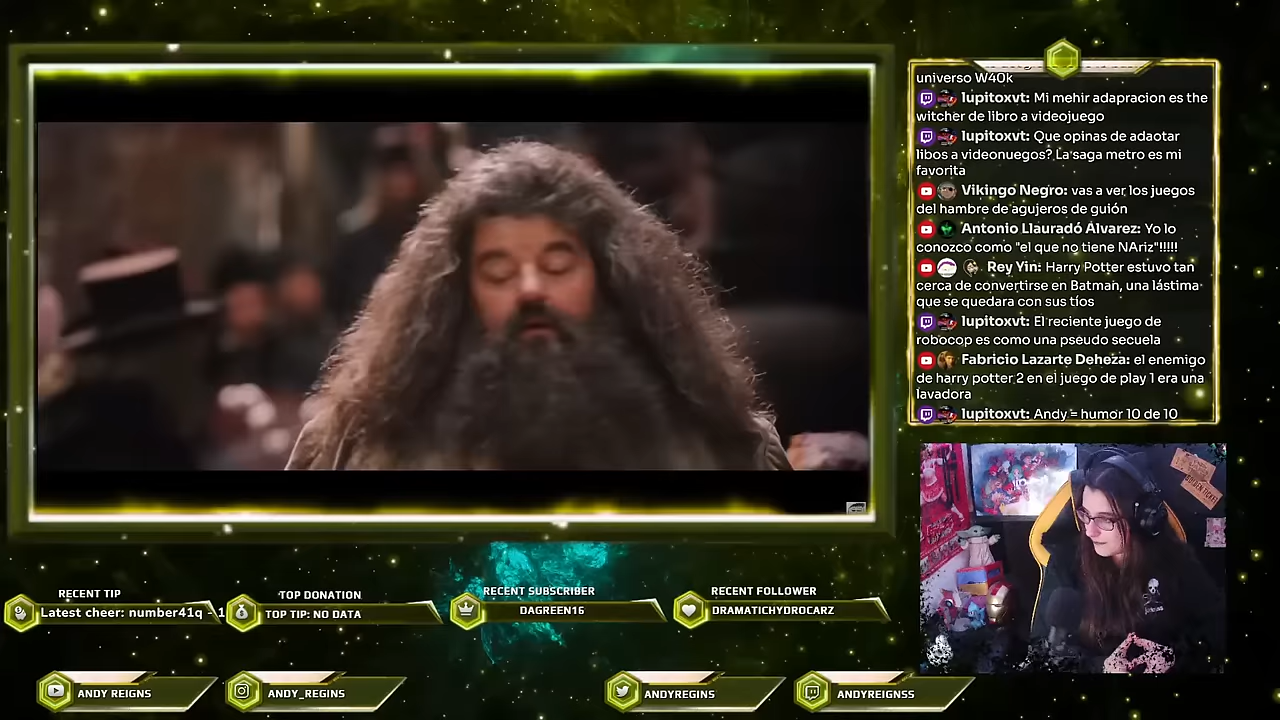 universo W40k
lupitoxvt: Mi mehir adapracion es the
witcher de libro a videojuego
lupitoxvt: Que opinas de adaotar
libos a videonuegos? La saga metro es mi
favorita
Vikingo Negro: vas a ver los juegos
del hambre de agujeros de guión
Antonio Llauradó Álvarez: Yo lo
conozco como "el que no tiene NAriz"!!!!!
Rey Yin: Harry Potter estuvo tan
cerca de convertirse en Batman, una lástima
que se quedara con sus tíos
lupitoxvt: El reciente juego de
robocop es como una pseudo secuela
Fabricio Lazarte Deheza: el enemigo
de harry potter 2 en el juego de play 1 era una
lavadora
lupitoxvt: Andy = humor 10 de 10
RECENT TIP
Latest cheer: number41q - 1
TOP DONATION
TOP TIP: NO DATA
RECENT SUBSCRIBER
DAGREEN16
RECENT FOLLOWER
DRAMATICHYDROCARZ
ANDY REIGNS
ANDY_REGINS
ANDYREGINS
ANDYREIGNSS